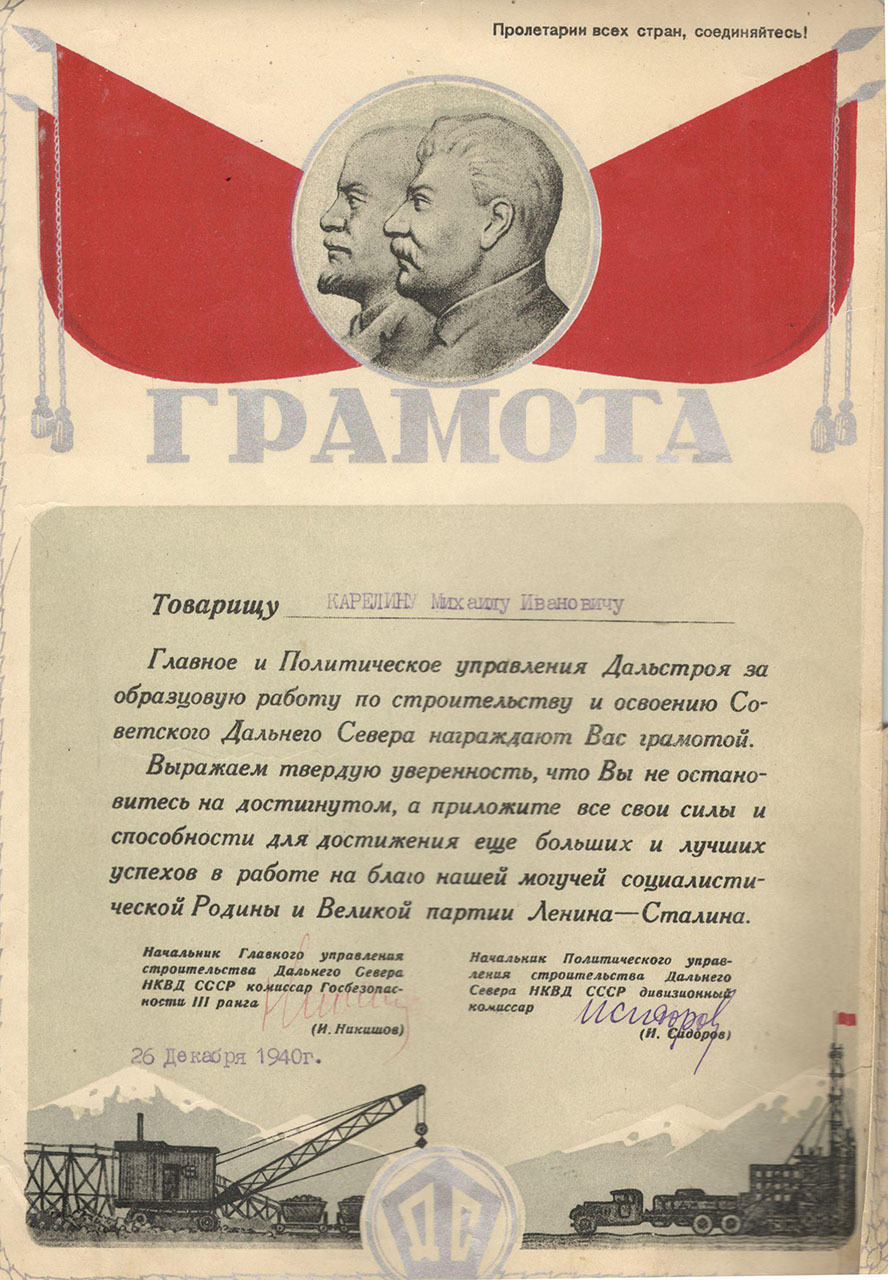 Пролетарии всех стран, соединяйтесь!
ГРАМОТА
Товарищу КАРЕЛИНУ Михаилу Ивановичу
Главное и Политическое управления Дальстроя за
образцовую работу по строительству и освоению Со-
ветского Дальнего Севера награждают Вас грамотой.
Выражаем твердую уверенность, что Вы не остано-
витесь на достигнутом, а приложите все свои силы и
способности для достижения еще больших и лучших
успехов в работе на благо нашей могучей социалисти-
ческой Родины и Великой партии Ленина—Сталина.
Начальник Главного управления
строительства Дальнего Севера
НКВД СССР комиссар Госбезопас-
ности III ранга
(И. Никишов)
26 Декабря 1940г.
Начальник Политического управ-
ления строительства Дальнего
Севера НКВД СССР дивизионный
комиссар
Исидоров
(И. Сидоров)
ДС